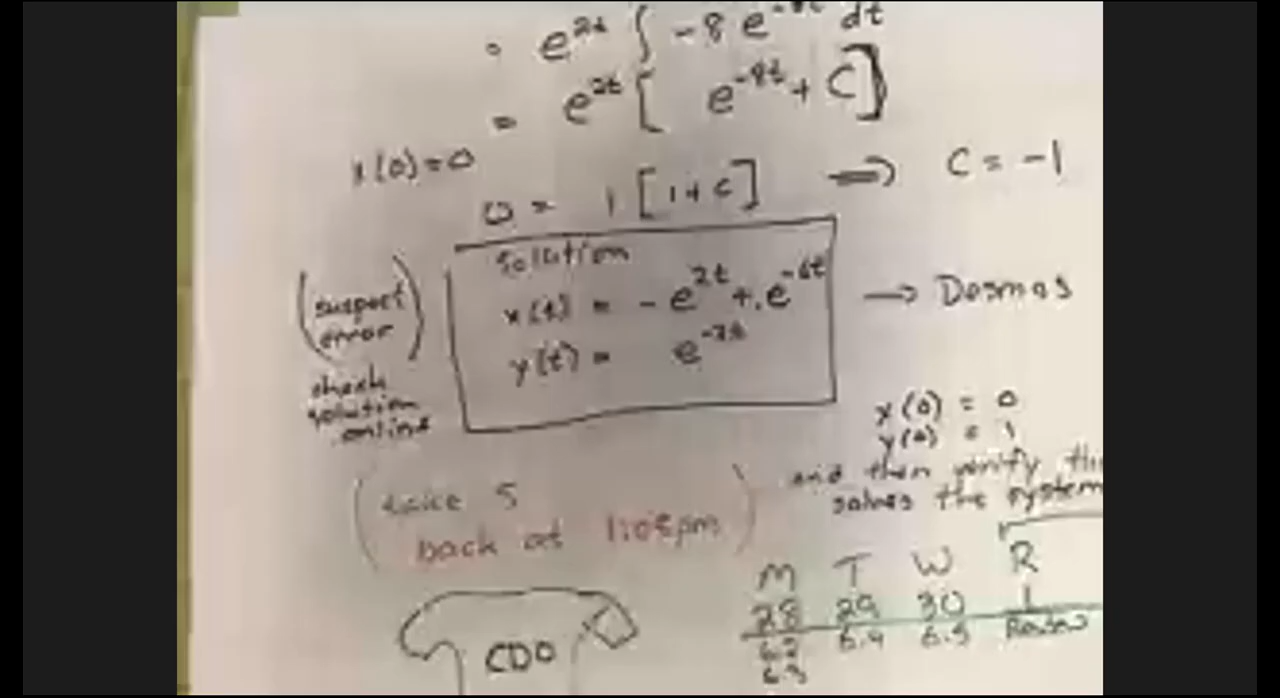 = e^{2t} ∫ -8 e^{-8t} dt
= e^{2t} [ e^{-8t} + C ]
x(0) = 0
0 = 1 [1 + C] ⟹ C = -1
solution
x(t) = -e^{2t} + e^{-6t} → Desmos
y(t) = e^{-7t}
(suspect
error)
check
solution
online
x(0) = 0
y(0) = 1
and then verify
solves the system
(take 5
back at 1:08pm)
M T W R
28 29 30 1
6.2 6.4 6.5 Review
6.3
CDO